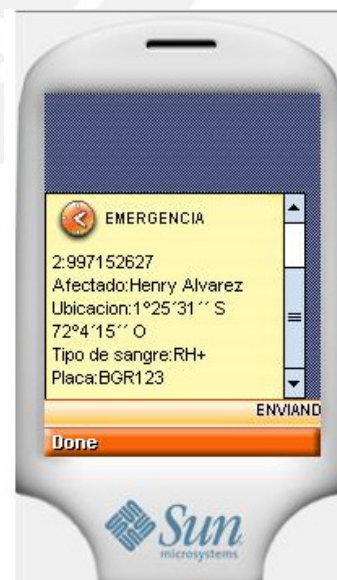 EMERGENCIA
2:997152627
Afectado:Henry Alvarez
Ubicacion:1°25´31´´ S
72°4´15´´ O
Tipo de sangre:RH+
Placa:BGR123
ENVIAND
Done
Sun
microsystems